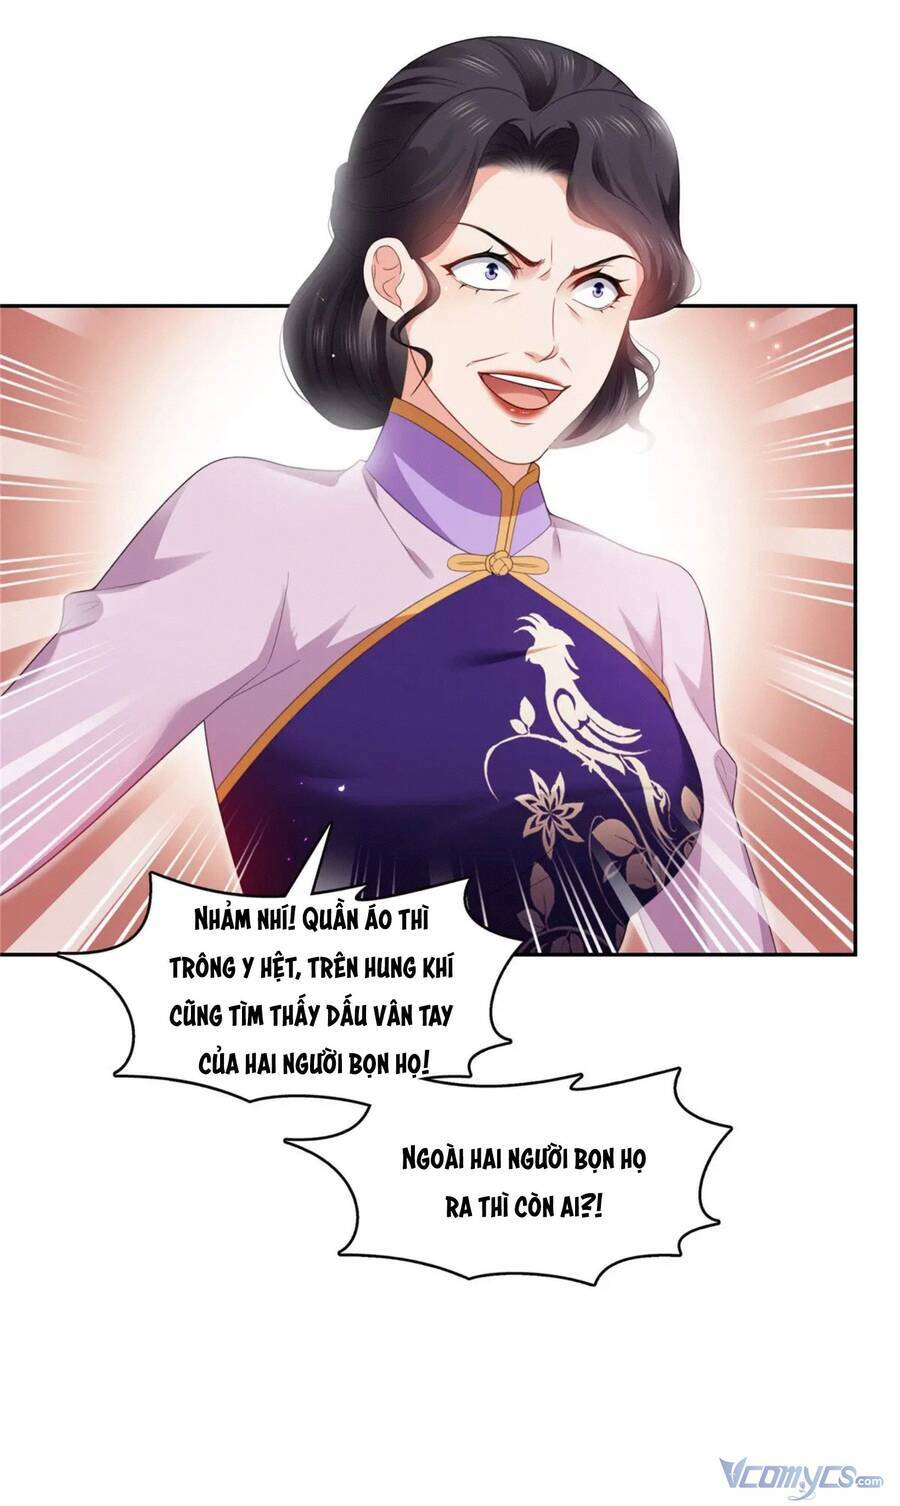 NHẢM NHÍ! QUẦN ÁO THÌ
TRÔNG Y HỆT, TRÊN HUNG KHÍ
CŨNG TÌM THẤY DẤU VÂN TAY
CỦA HAI NGƯỜI BỌN HỌ!
NGOÀI HAI NGƯỜI BỌN HỌ
RA THÌ CÒN AI?!
VCOMYCS.com